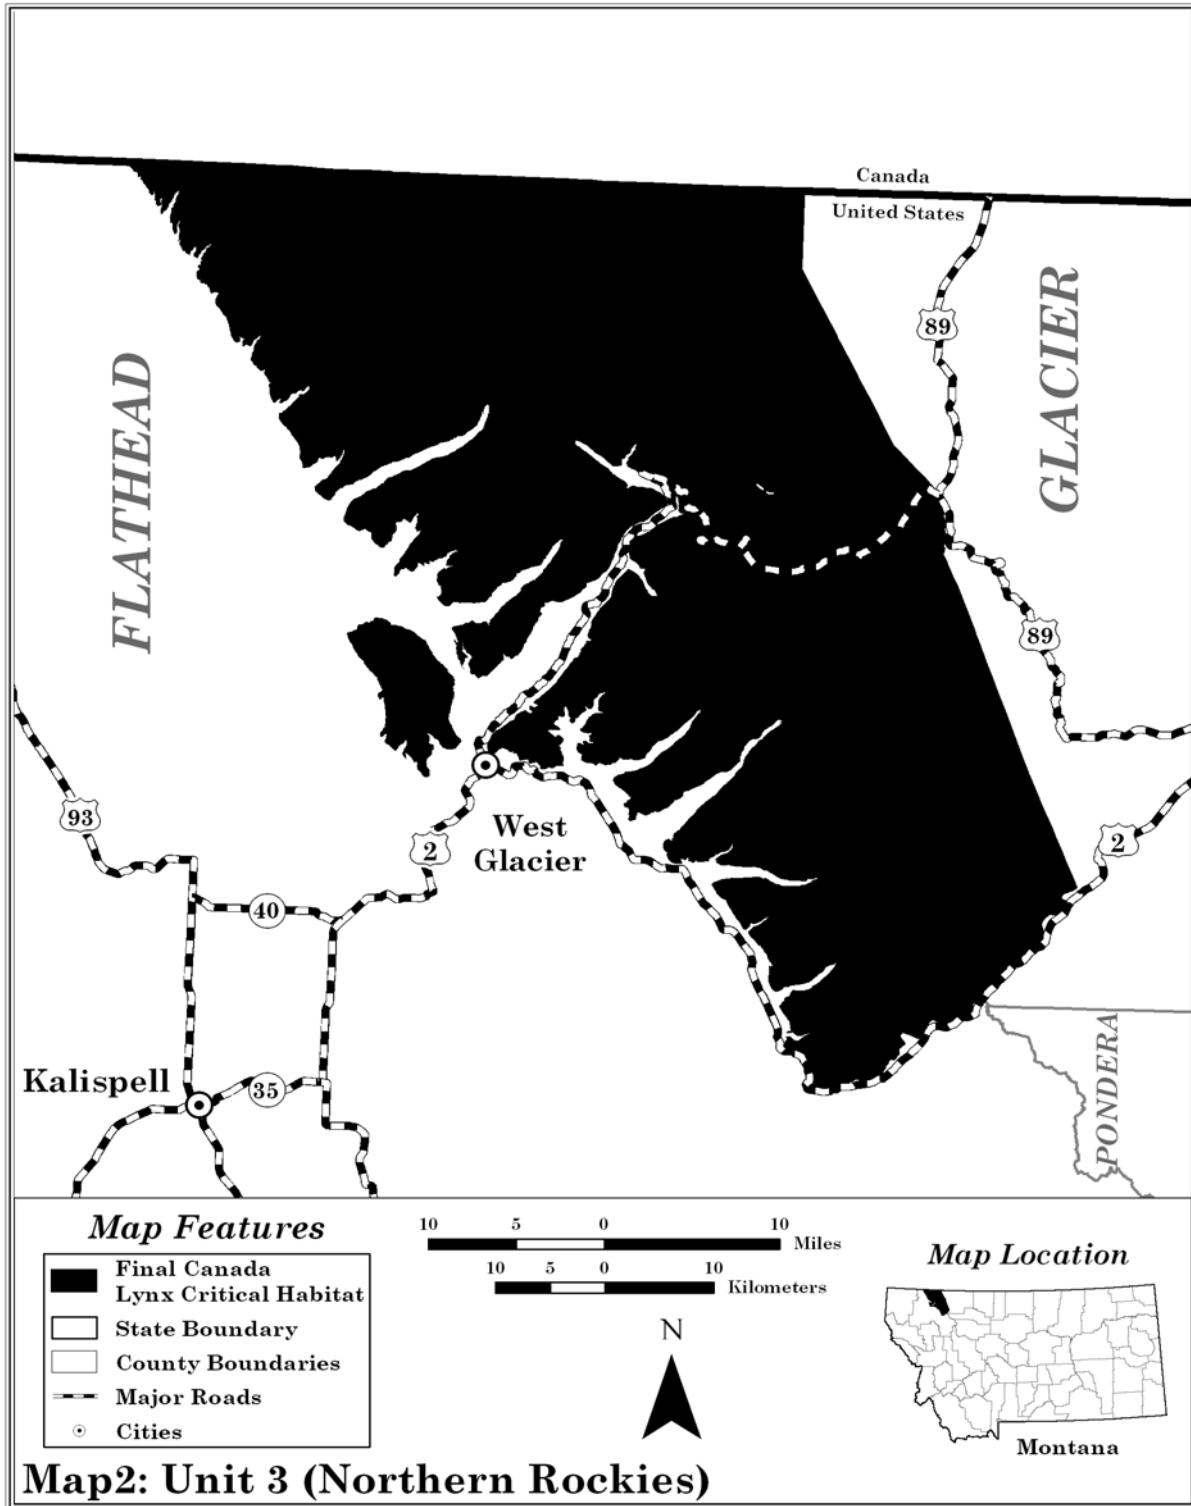 Canada
United States
89
GLACIER
FLATHEAD
89
93
West
Glacier
2
2
40
Kalispell
35
PONDERA
Map Features
Final Canada
Lynx Critical Habitat
State Boundary
County Boundaries
Major Roads
Cities
10 5 0 10
Miles
10 5 0 10
Kilometers
N
Map Location
Montana
Map2: Unit 3 (Northern Rockies)